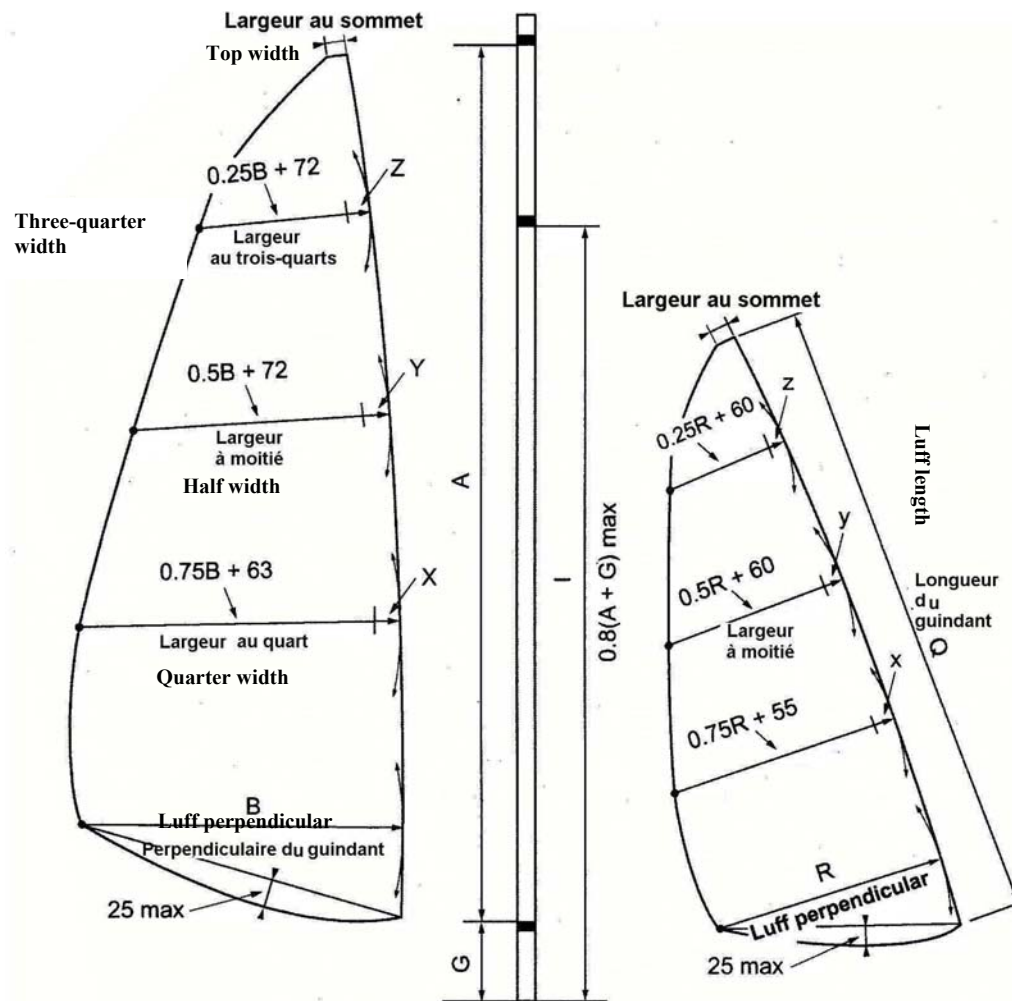 Largeur au sommet
Top width
0.25B + 72
Z
Three-quarter
width
Largeur
au trois-quarts
0.5B + 72
Y
Largeur
à moitié
Half width
0.75B + 63
X
Largeur au quart
Quarter width
B
Luff perpendicular
Perpendiculaire du guindant
25 max
A
G
I
0.8(A + G) max
Largeur au sommet
0.25R + 60
z
Luff length
0.5R + 60
y
Largeur
à moitié
Longueur
du
guindant
Q
0.75R + 55
x
R
Luff perpendicular
25 max